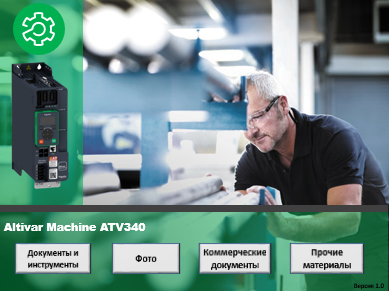 Altivar Machine ATV340
Документы и
инструменты
Фото
Коммерческие
документы
Прочие
материалы
Версия 1.0